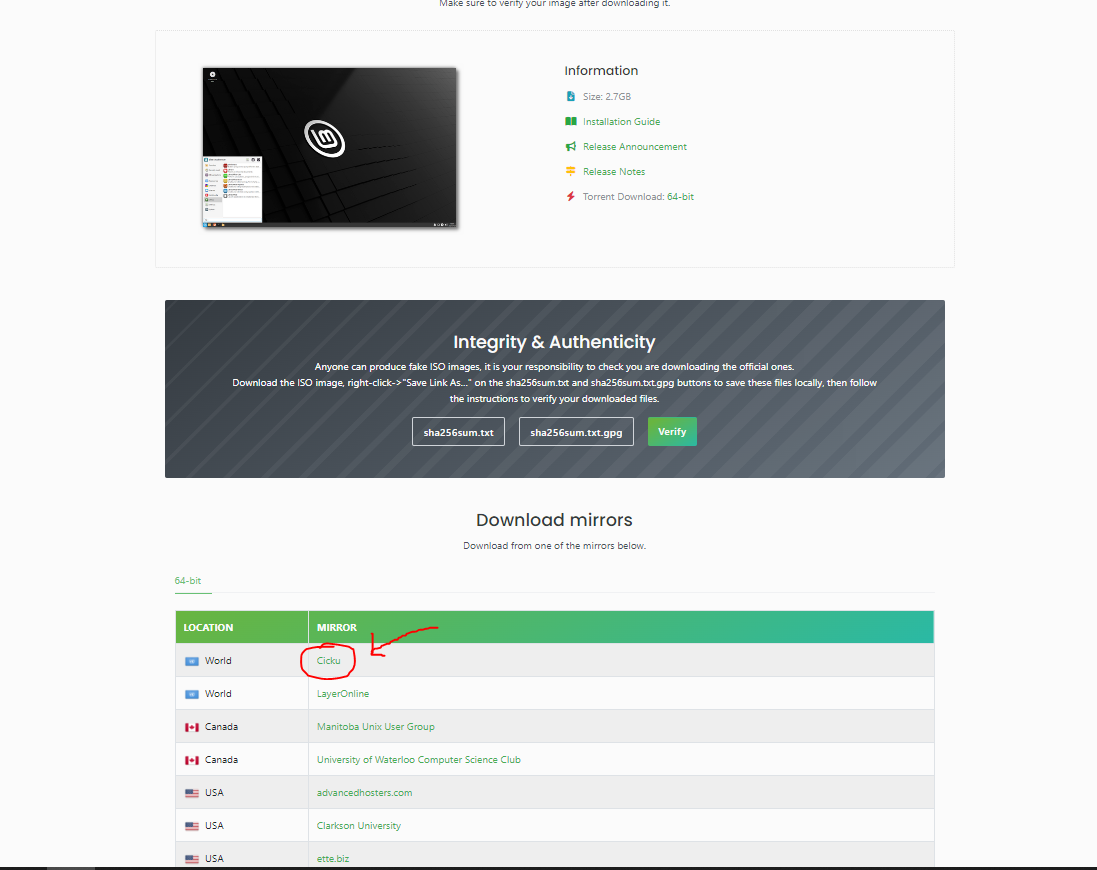 Make sure to verify your image after downloading it.
Information
Size: 2.7GB
Installation Guide
Release Announcement
Release Notes
Torrent Download: 64-bit
Integrity & Authenticity
Anyone can produce fake ISO images, it is your responsibility to check you are downloading the official ones.
Download the ISO image, right-click->"Save Link As..." on the sha256sum.txt and sha256sum.txt.gpg buttons to save these files locally, then follow
the instructions to verify your downloaded files.
sha256sum.txt sha256sum.txt.gpg Verify
Download mirrors
Download from one of the mirrors below.
64-bit
LOCATION MIRROR
World Cicku
World LayerOnline
Canada Manitoba Unix User Group
Canada University of Waterloo Computer Science Club
USA advancedhosters.com
USA Clarkson University
USA ette.biz